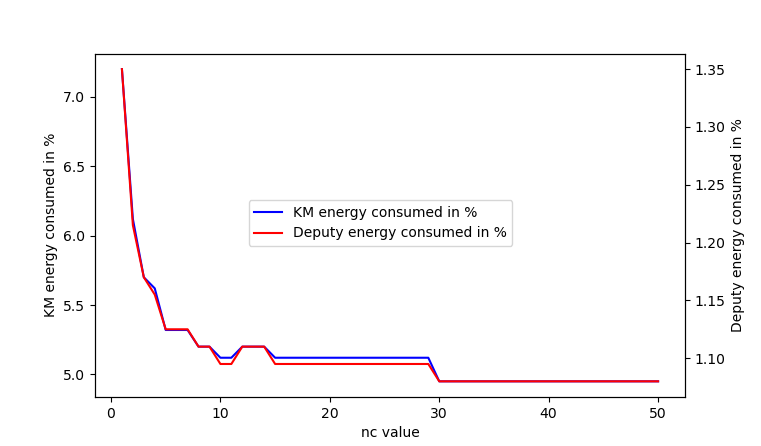 7.0
6.5
6.0
5.5
5.0
KM energy consumed in %
KM energy consumed in %
Deputy energy consumed in %
1.35
1.30
1.25
1.20
1.15
1.10
Deputy energy consumed in %
0 10 20 30 40 50
nc value